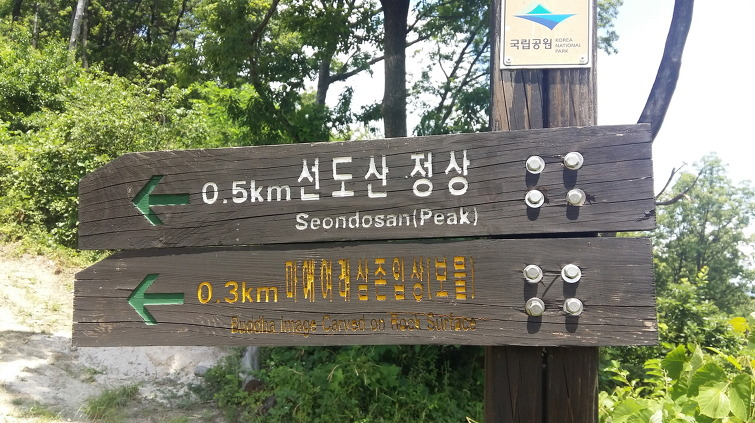 국립공원 KOREA NATIONAL PARK
0.5km 선도산 정상
Seondosan(Peak)
0.3km 마애여래삼존입상(보물)
Buddha Image Carved on Rock Surface